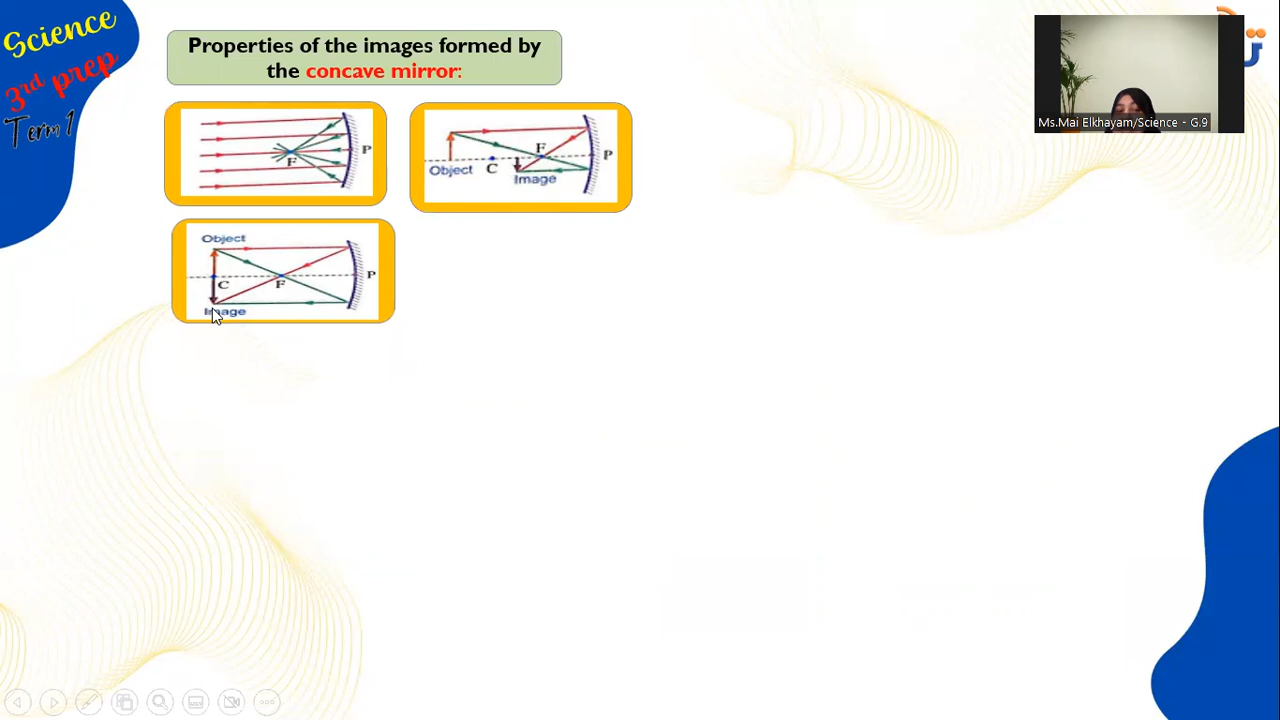 Science
3rd prep
Term 1
Properties of the images formed by
the concave mirror:
F
P
Object
C
F
P
Image
Object
C
F
P
Image
Ms.Mai Elkhayam/Science - G.9